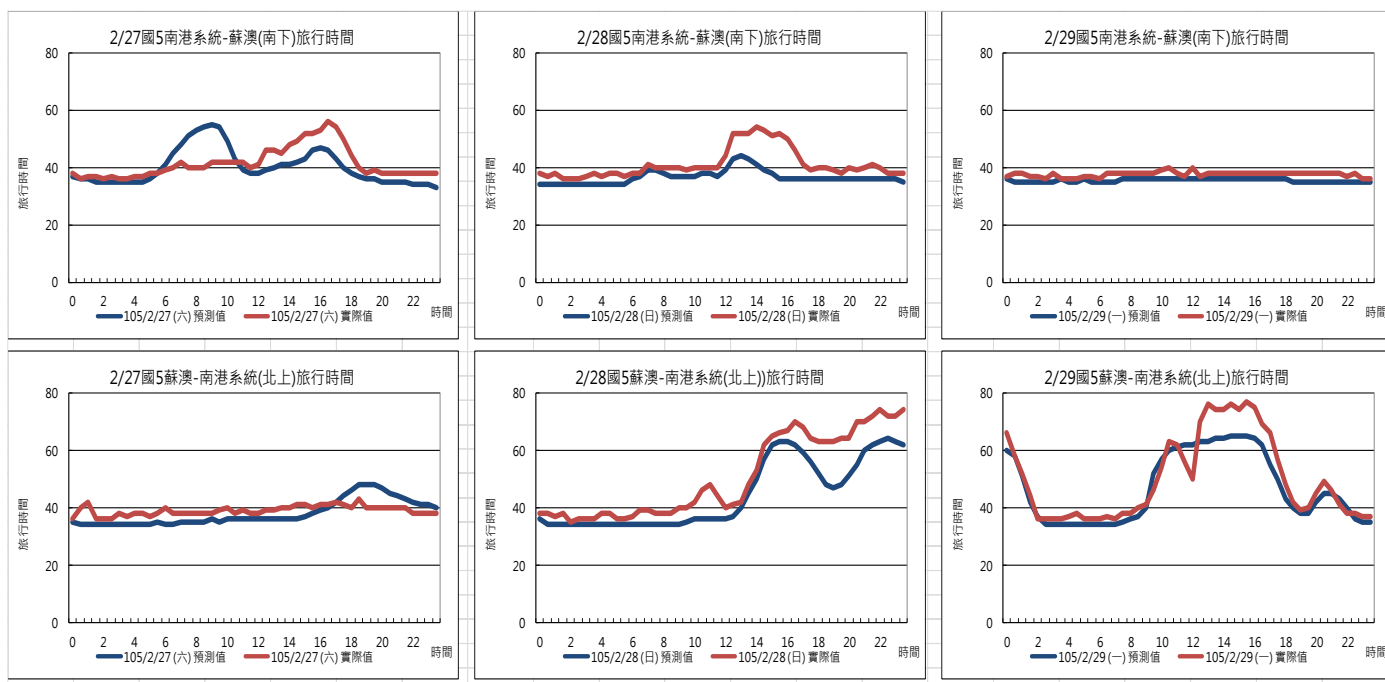 2/27國5南港系統-蘇澳(南下)旅行時間
80
60
40
20
0
旅行時間
0 2 4 6 8 10 12 14 16 18 20 22
時間
105/2/27(六)預測值 105/2/27(六)實際值
2/28國5南港系統-蘇澳(南下)旅行時間
80
60
40
20
0
旅行時間
0 2 4 6 8 10 12 14 16 18 20 22
時間
105/2/28(日)預測值 105/2/28(日)實際值
2/29國5南港系統-蘇澳(南下)旅行時間
80
60
40
20
0
旅行時間
0 2 4 6 8 10 12 14 16 18 20 22
時間
105/2/29(一)預測值 105/2/29(一)實際值
2/27國5蘇澳-南港系統(北上)旅行時間
80
60
40
20
0
旅行時間
0 2 4 6 8 10 12 14 16 18 20 22
時間
105/2/27(六)預測值 105/2/27(六)實際值
2/28國5蘇澳-南港系統(北上))旅行時間
80
60
40
20
0
旅行時間
0 2 4 6 8 10 12 14 16 18 20 22
時間
105/2/28(日)預測值 105/2/28(日)實際值
2/29國5蘇澳-南港系統(北上)旅行時間
80
60
40
20
0
旅行時間
0 2 4 6 8 10 12 14 16 18 20 22
時間
105/2/29(一)預測值 105/2/29(一)實際值